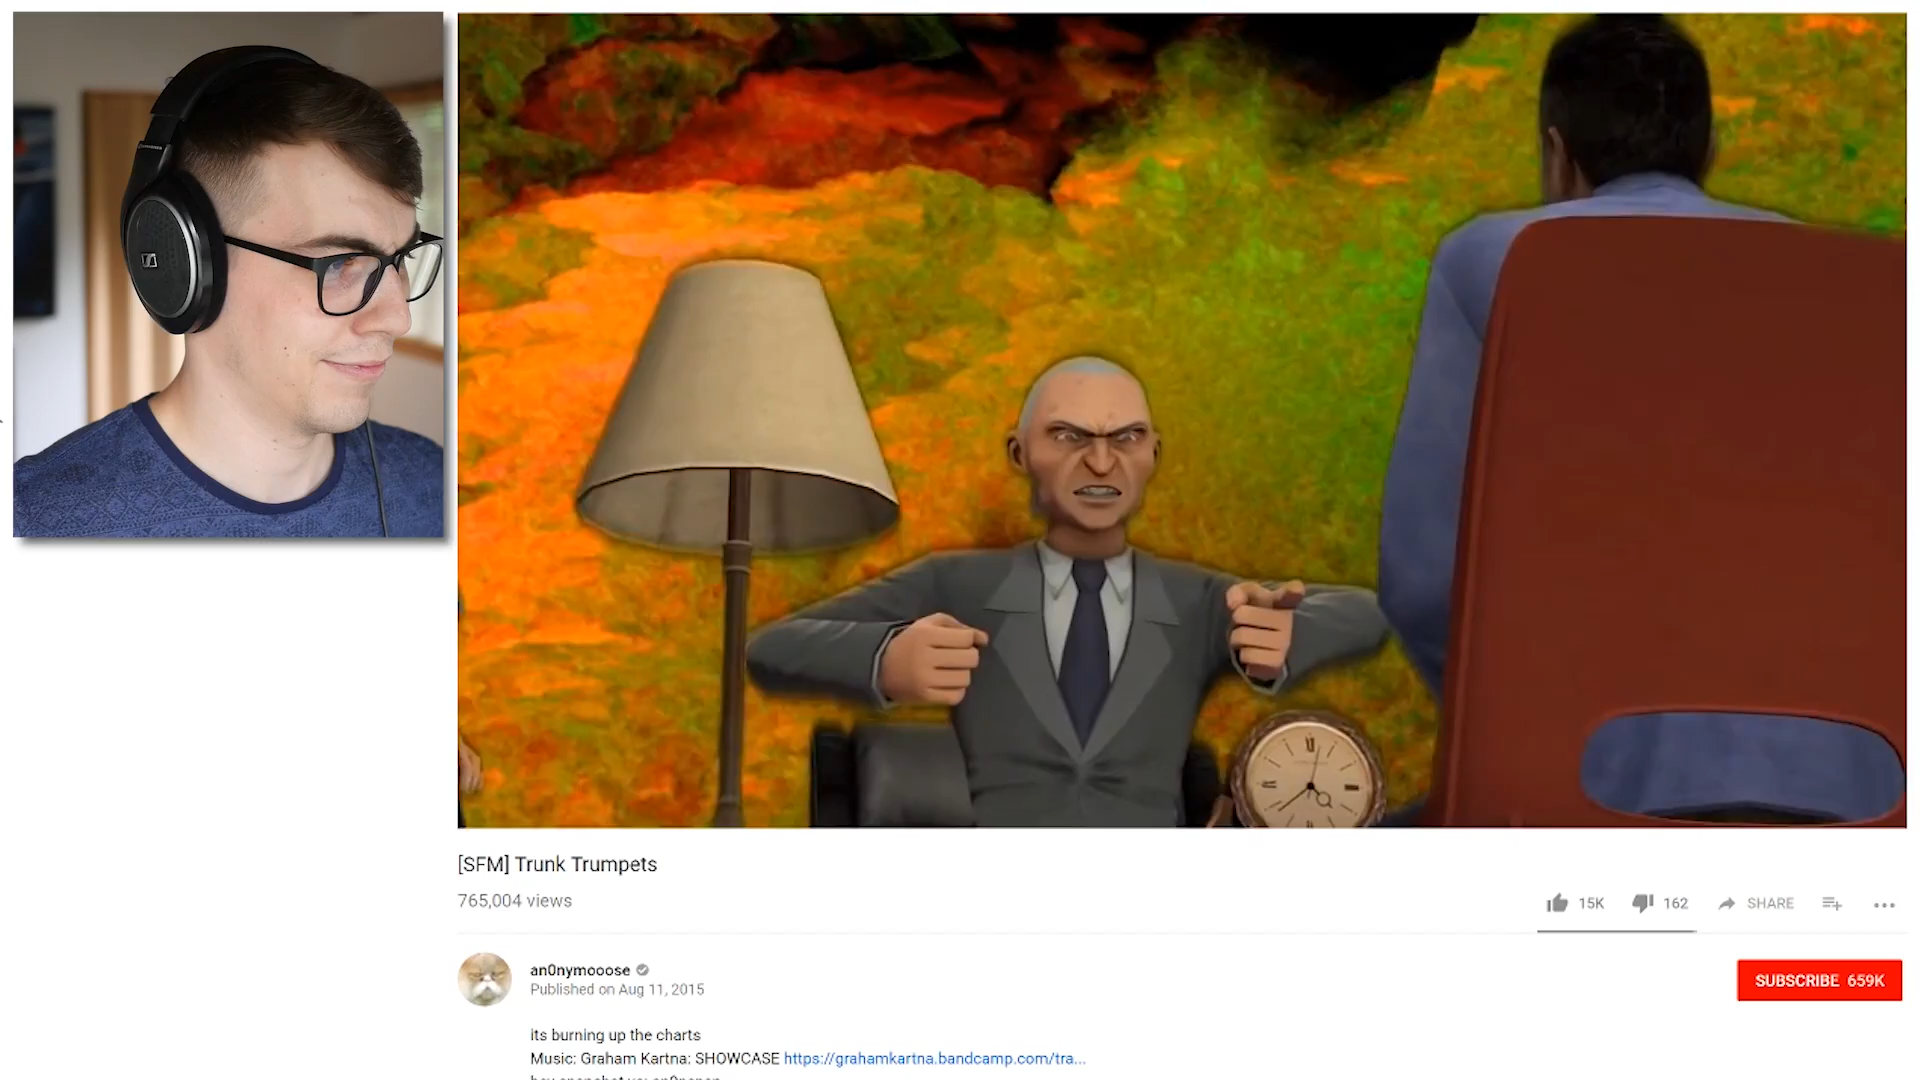 [SFM] Trunk Trumpets
765,004 views
15K 162 SHARE
an0nymooose
Published on Aug 11, 2015
SUBSCRIBE 659K
its burning up the charts
Music: Graham Kartna: SHOWCASE https://grahamkartna.bandcamp.com/tra...